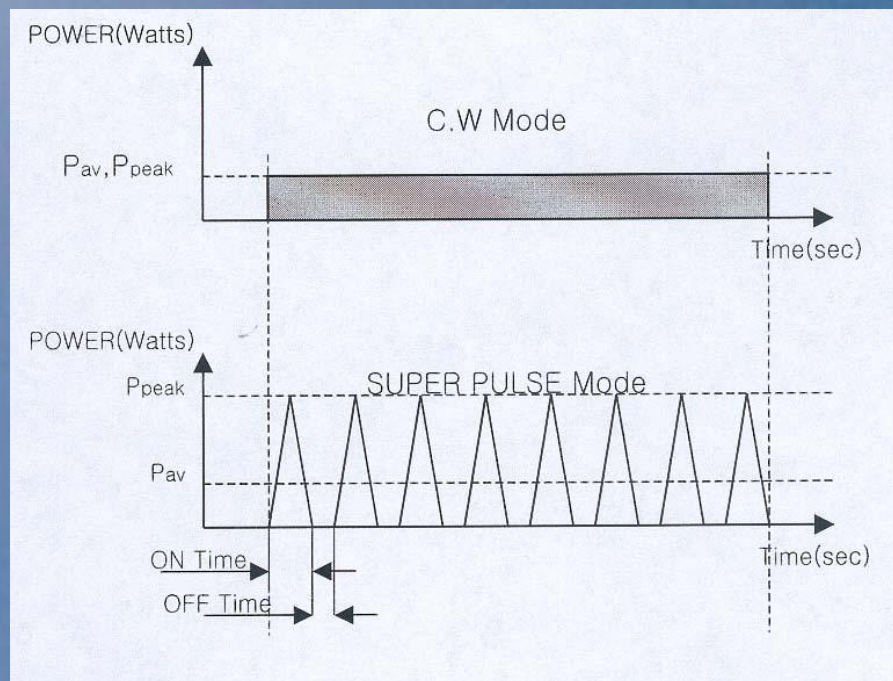 POWER(Watts)
C.W Mode
Pav,Ppeak
Time(sec)
POWER(Watts)
Ppeak
SUPER PULSE Mode
Pav
ON Time
Time(sec)
OFF Time